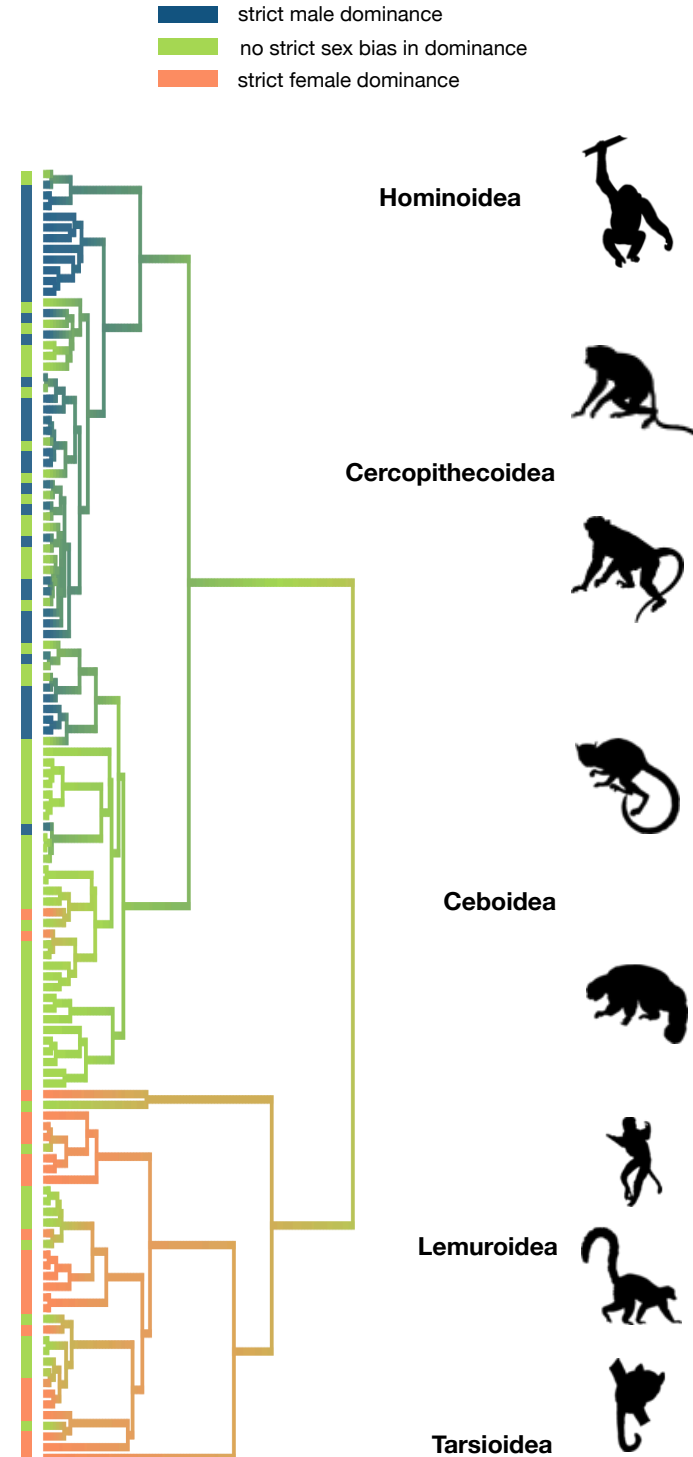 strict male dominance
no strict sex bias in dominance
strict female dominance
Hominoidea
Cercopithecoidea
Ceboidea
Lemuroidea
Tarsioidea